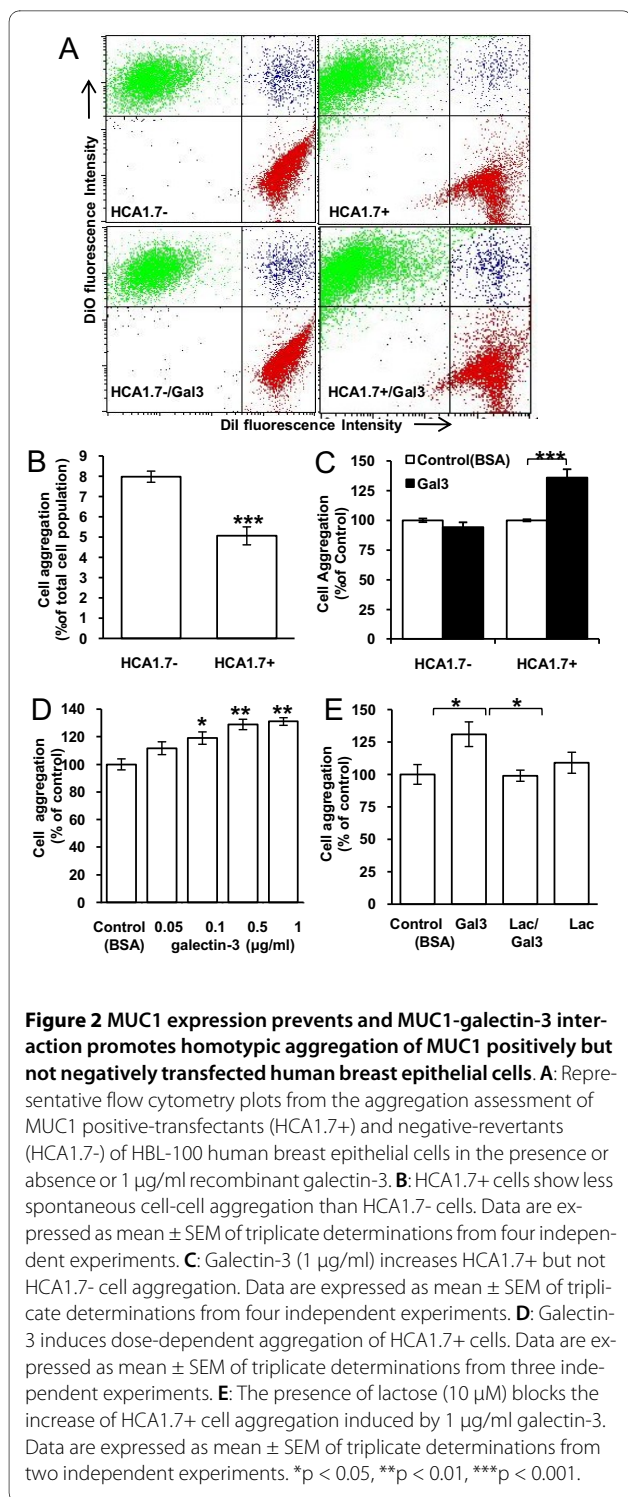 A
DiO fluorescence Intensity
HCA1.7-
HCA1.7+
HCA1.7-/Gal3
HCA1.7+/Gal3
DiI fluorescence Intensity
B
Cell aggregation
(%of total cell population)
9
8
7
6
5
4
3
2
1
0
***
HCA1.7-
HCA1.7+
C
Control(BSA)
Gal3
***
Cell Aggregation
(%of Control)
150
125
100
75
50
25
0
HCA1.7-
HCA1.7+
D
Cell aggregation
(% of control)
140
120
100
80
60
40
20
0
*
**
**
Control
(BSA)
0.05
0.1
0.5
1
galectin-3 (µg/ml)
E
Cell aggregation
(% of control)
150
125
100
75
50
25
0
*
*
Control
(BSA)
Gal3
Lac/
Gal3
Lac
Figure 2 MUC1 expression prevents and MUC1-galectin-3 inter-
action promotes homotypic aggregation of MUC1 positively but
not negatively transfected human breast epithelial cells. A: Repre-
sentative flow cytometry plots from the aggregation assessment of
MUC1 positive-transfectants (HCA1.7+) and negative-revertants
(HCA1.7-) of HBL-100 human breast epithelial cells in the presence or
absence or 1 µg/ml recombinant galectin-3. B: HCA1.7+ cells show less
spontaneous cell-cell aggregation than HCA1.7- cells. Data are ex-
pressed as mean ± SEM of triplicate determinations from four indepen-
dent experiments. C: Galectin-3 (1 µg/ml) increases HCA1.7+ but not
HCA1.7- cell aggregation. Data are expressed as mean ± SEM of tripli-
cate determinations from four independent experiments. D: Galectin-
3 induces dose-dependent aggregation of HCA1.7+ cells. Data are ex-
pressed as mean ± SEM of triplicate determinations from three inde-
pendent experiments. E: The presence of lactose (10 µM) blocks the
increase of HCA1.7+ cell aggregation induced by 1 µg/ml galectin-3.
Data are expressed as mean ± SEM of triplicate determinations from
two independent experiments. *p < 0.05, **p < 0.01, ***p < 0.001.